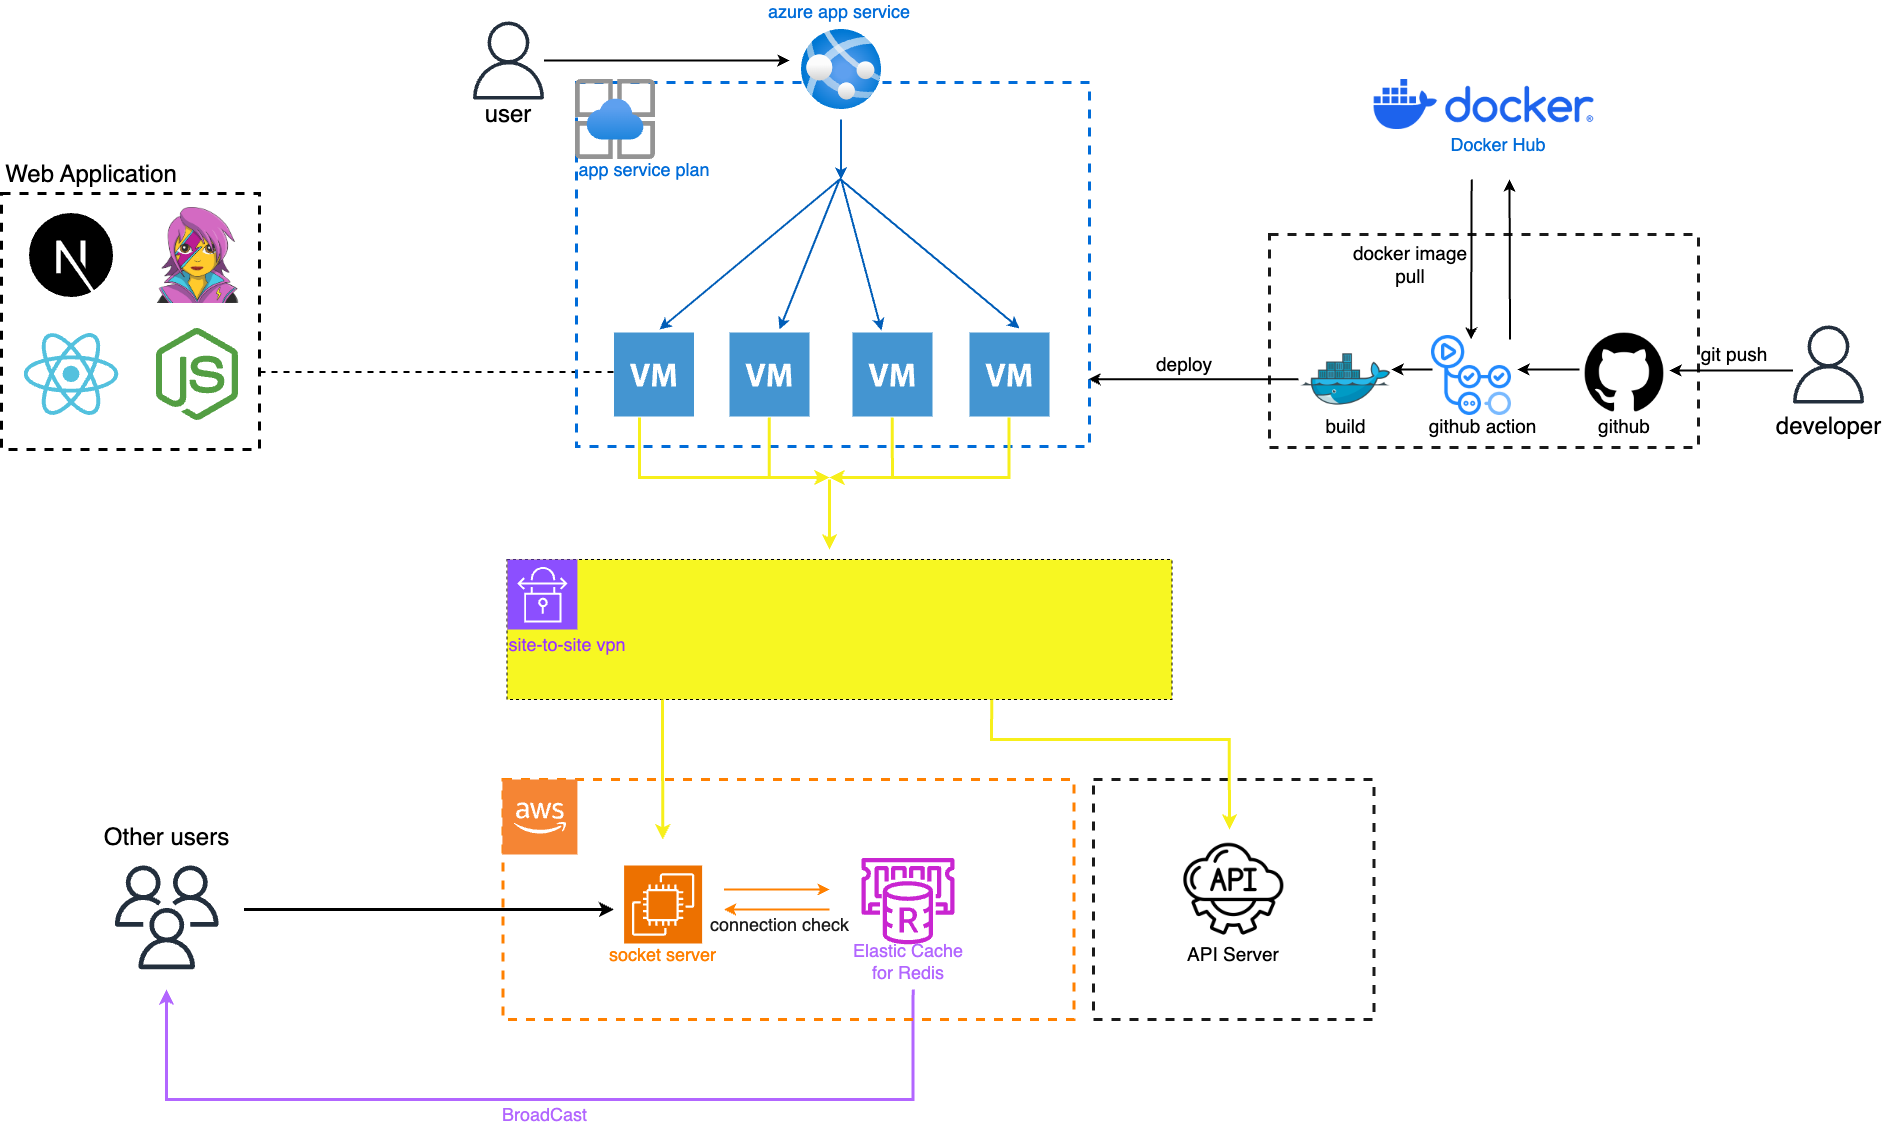 azure app service
user
app service plan
docker
Docker Hub
Web Application
N
JS
docker image
pull
VM
VM
VM
VM
deploy
git push
build
github action
github
developer
site-to-site vpn
aws
Other users
API
R
connection check
socket server
Elastic Cache
for Redis
API Server
BroadCast